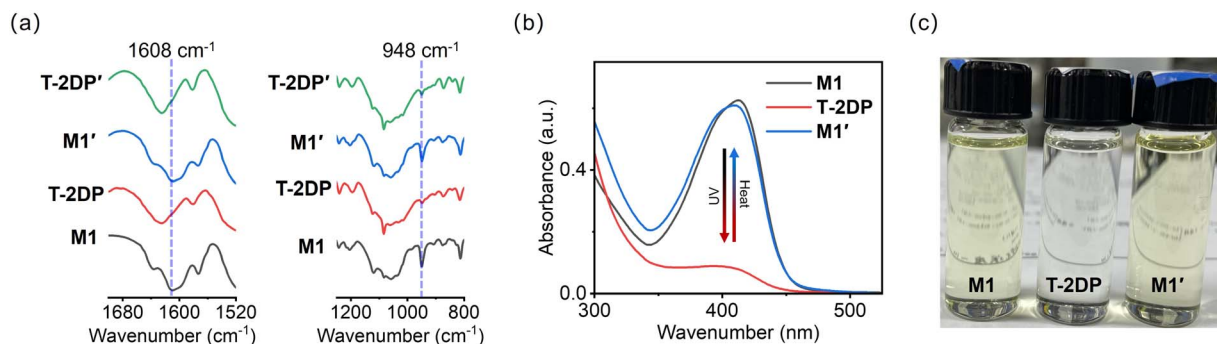 (a)
1608 cm⁻¹
T-2DP′
M1′
T-2DP
M1
1680 1600 1520
Wavenumber (cm⁻¹)
948 cm⁻¹
T-2DP′
M1′
T-2DP
M1
1200 1000 800
Wavenumber (cm⁻¹)
(b)
Absorbance (a.u.)
0.4
0.0
M1
T-2DP
M1′
UV
Heat
300 400 500
Wavenumber (nm)
(c)
M1
T-2DP
M1′